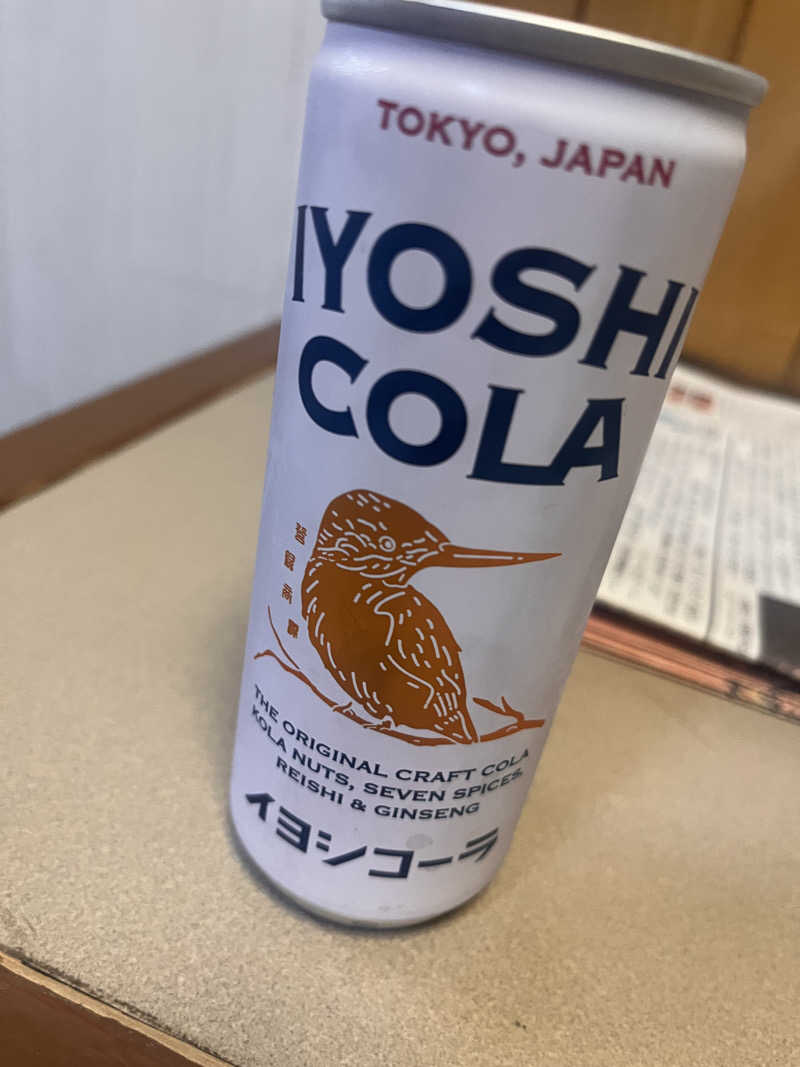 TOKYO, JAPAN
IYOSHI
COLA
THE ORIGINAL CRAFT COLA
KOLA NUTS, SEVEN SPICES,
REISHI & GINSENG
イヨシコーラ